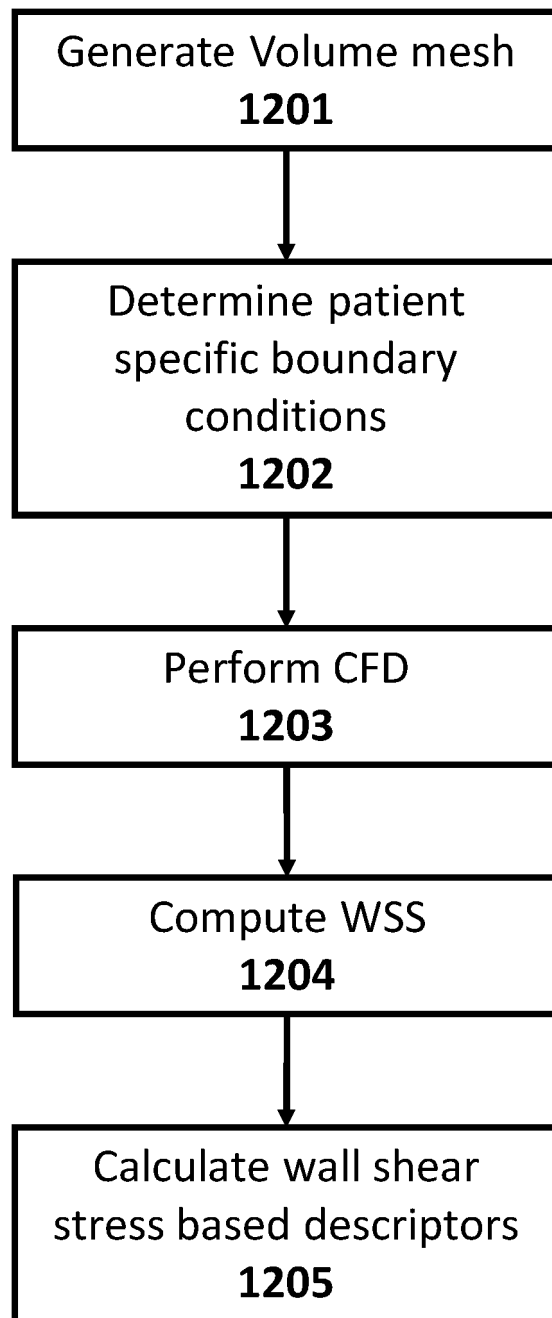 Generate Volume mesh
1201
Determine patient
specific boundary
conditions
1202
Perform CFD
1203
Compute WSS
1204
Calculate wall shear
stress based descriptors
1205